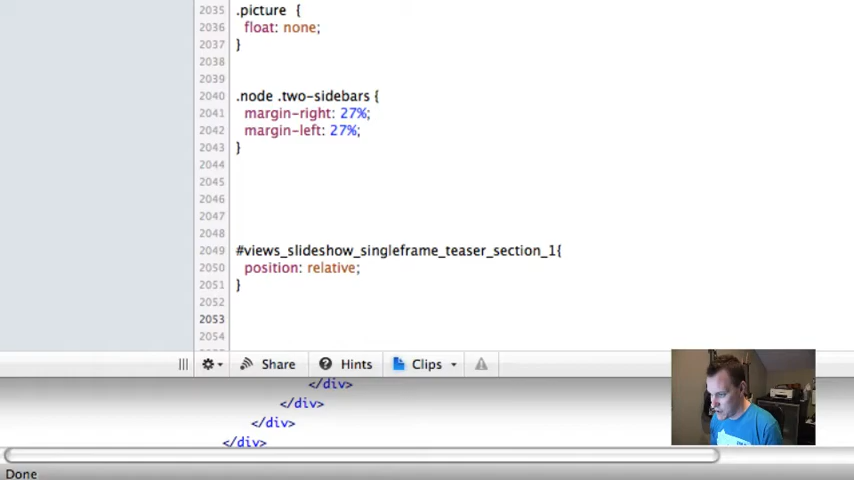 2035 .picture {
2036 float: none;
2037 }
2038
2039
2040 .node .two-sidebars {
2041 margin-right: 27%;
2042 margin-left: 27%;
2043 }
2044
2045
2046
2047
2048
2049 #views_slideshow_singleframe_teaser_section_1{
2050 position: relative;
2051 }
2052
2053
2054
Share Hints Clips
</div>
</div>
</div>
</div>
Done